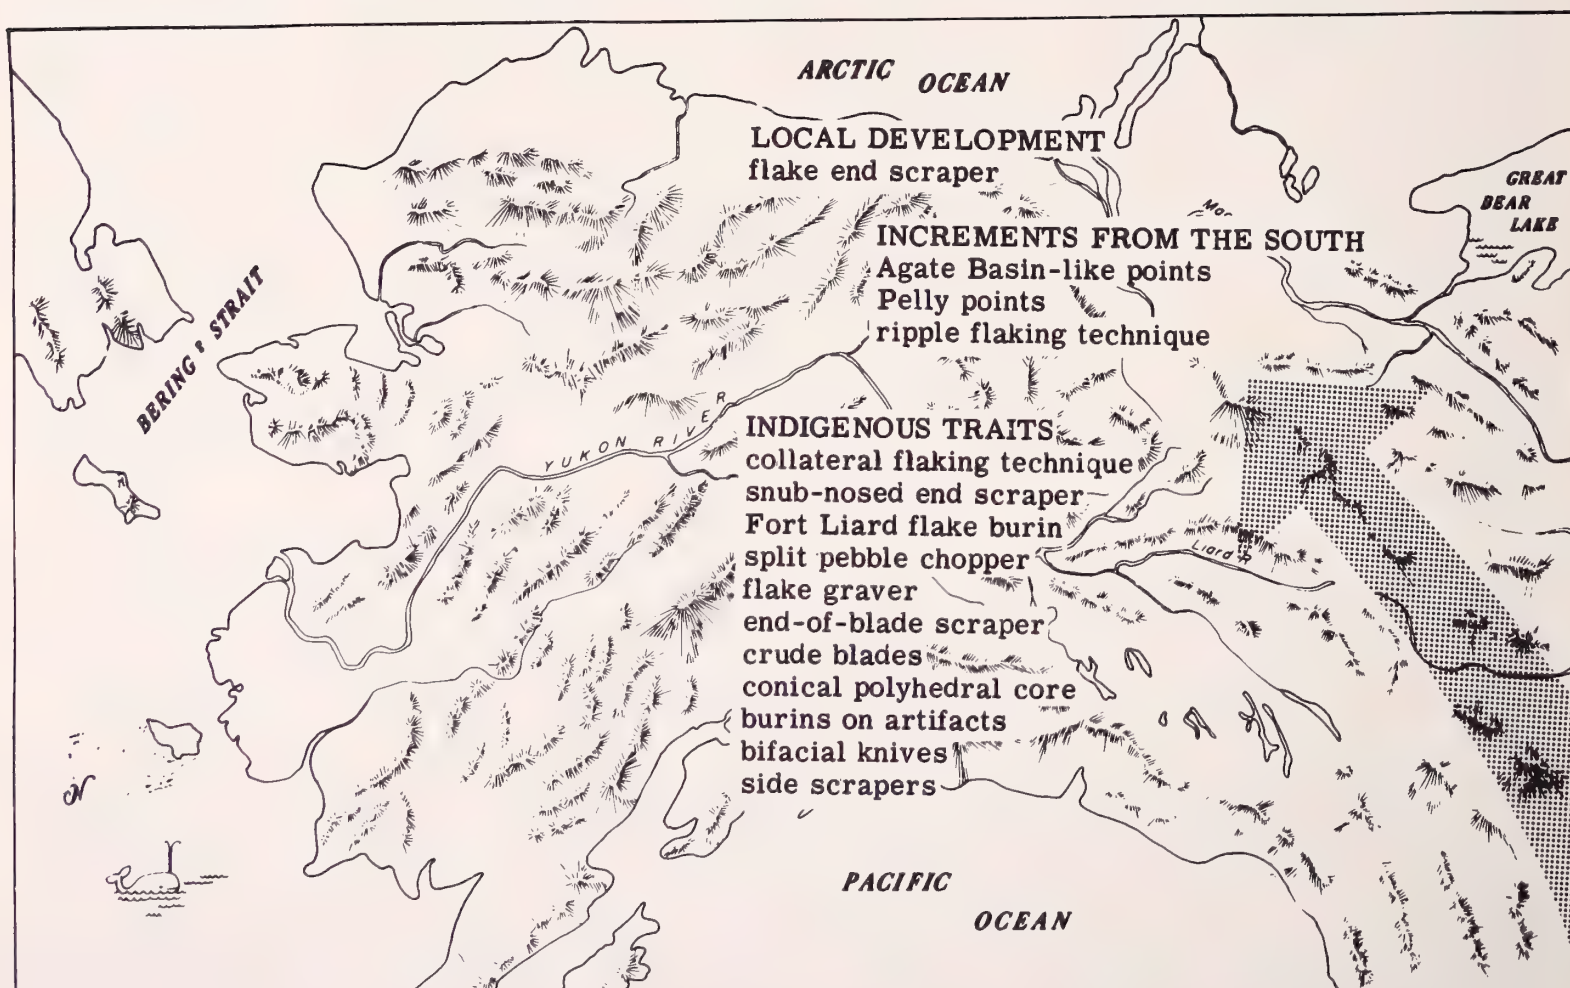 ARCTIC OCEAN
LOCAL DEVELOPMENT
flake end scraper
GREAT
BEAR
LAKE
INCREMENTS FROM THE SOUTH
Agate Basin-like points
Pelly points
ripple flaking technique
BERING STRAIT
YUKON RIVER
INDIGENOUS TRAITS
collateral flaking technique
snub-nosed end scraper
Fort Liard flake burin
split pebble chopper
Liard R
flake graver
end-of-blade scraper
crude blades
conical polyhedral core
burins on artifacts
bifacial knives
side scrapers
PACIFIC
OCEAN